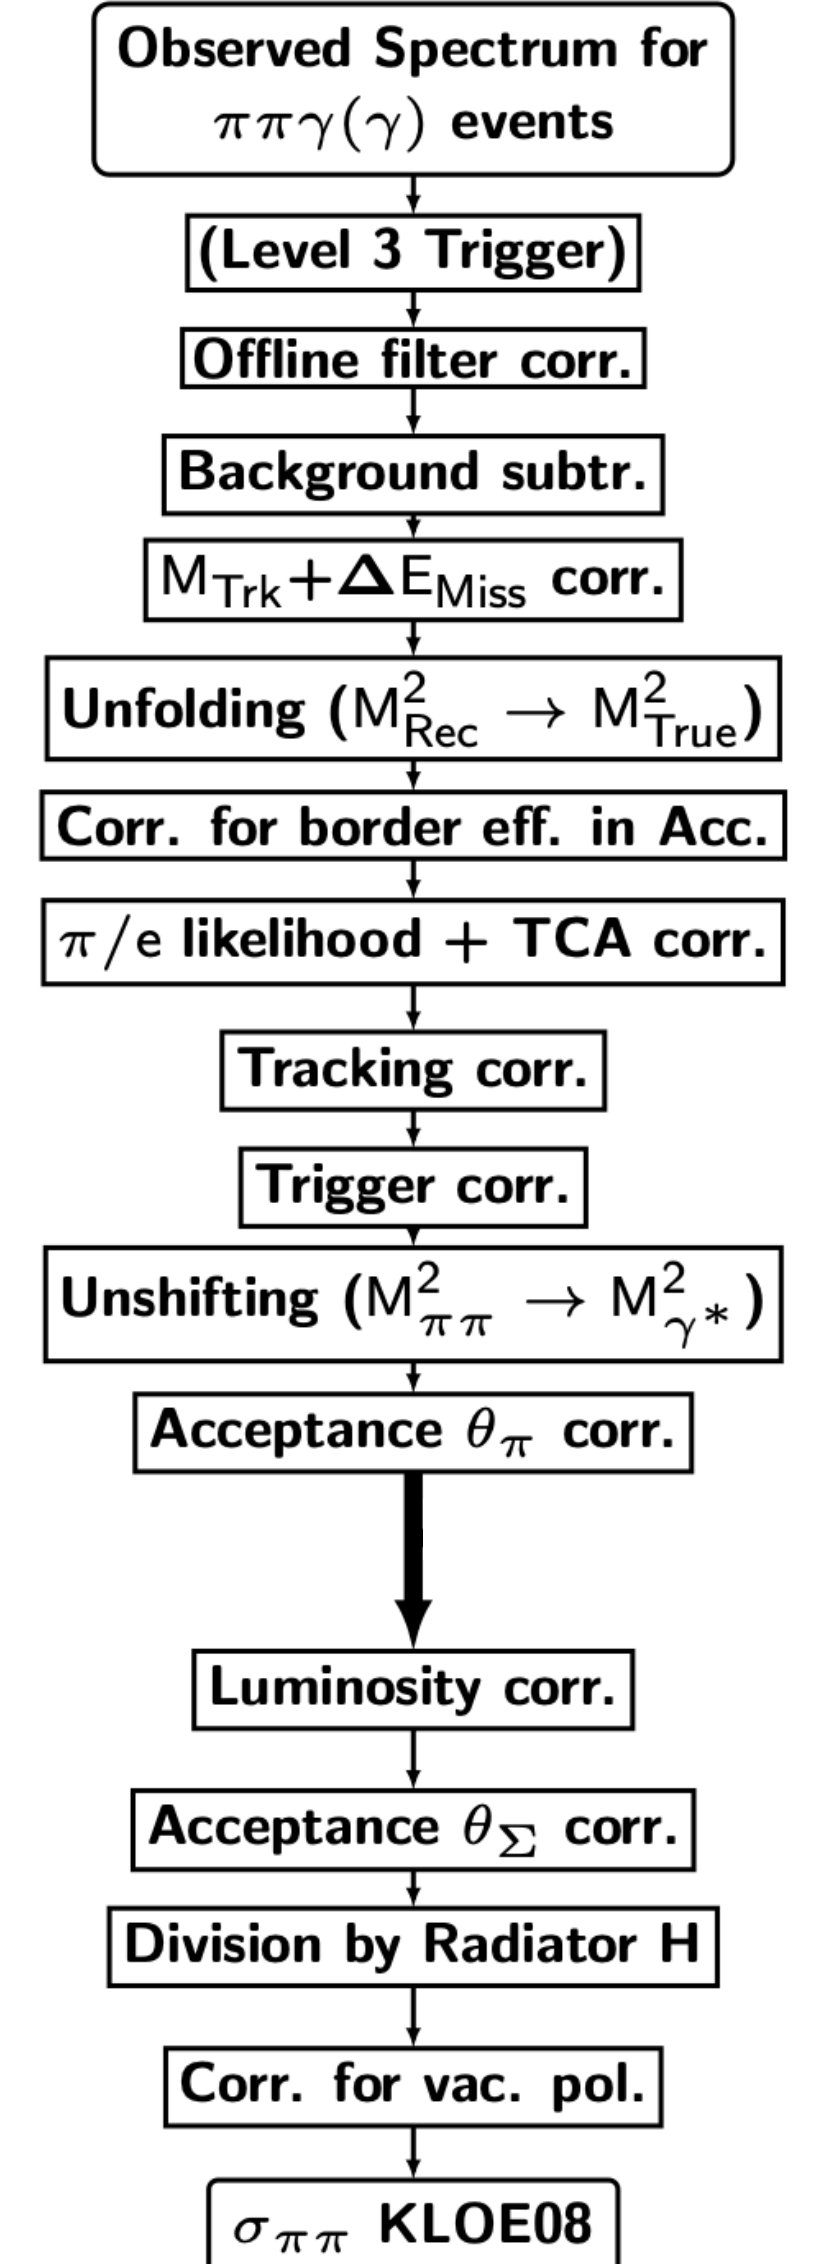 Observed Spectrum for
ππγ(γ) events
(Level 3 Trigger)
Offline filter corr.
Background subtr.
M_Trk+ΔE_Miss corr.
Unfolding (M²_Rec → M²_True)
Corr. for border eff. in Acc.
π/e likelihood + TCA corr.
Tracking corr.
Trigger corr.
Unshifting (M²_ππ → M²_γ*)
Acceptance θ_π corr.
Luminosity corr.
Acceptance θ_Σ corr.
Division by Radiator H
Corr. for vac. pol.
σ_ππ KLOE08